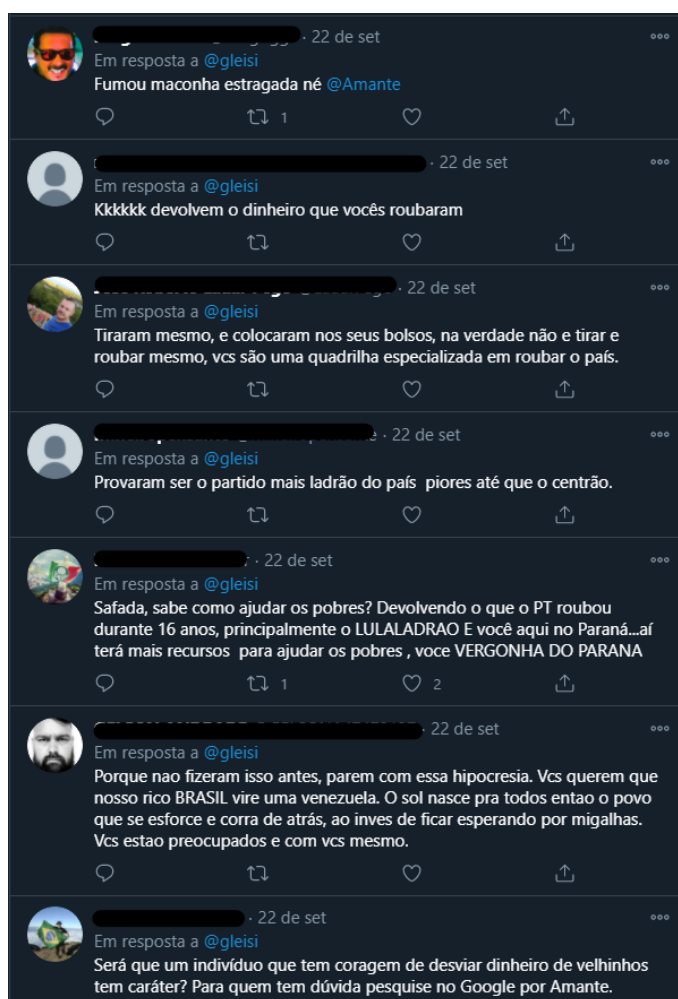 · 22 de set
Em resposta a @gleisi
Fumou maconha estragada né @Amante
1
· 22 de set
Em resposta a @gleisi
Kkkkkk devolvem o dinheiro que vocês roubaram
· 22 de set
Em resposta a @gleisi
Tiraram mesmo, e colocaram nos seus bolsos, na verdade não e tirar e
roubar mesmo, vcs são uma quadrilha especializada em roubar o país.
· 22 de set
Em resposta a @gleisi
Provaram ser o partido mais ladrão do país  piores até que o centrão.
· 22 de set
Em resposta a @gleisi
Safada, sabe como ajudar os pobres? Devolvendo o que o PT roubou
durante 16 anos, principalmente o LULALADRAO E você aqui no Paraná...aí
terá mais recursos  para ajudar os pobres , voce VERGONHA DO PARANA
1 2
· 22 de set
Em resposta a @gleisi
Porque nao fizeram isso antes, parem com essa hipocresia. Vcs querem que
nosso rico BRASIL vire uma venezuela. O sol nasce pra todos entao o povo
que se esforce e corra de atrás, ao inves de ficar esperando por migalhas.
Vcs estao preocupados e com vcs mesmo.
· 22 de set
Em resposta a @gleisi
Será que um indivíduo que tem coragem de desviar dinheiro de velhinhos
tem caráter? Para quem tem dúvida pesquise no Google por Amante.